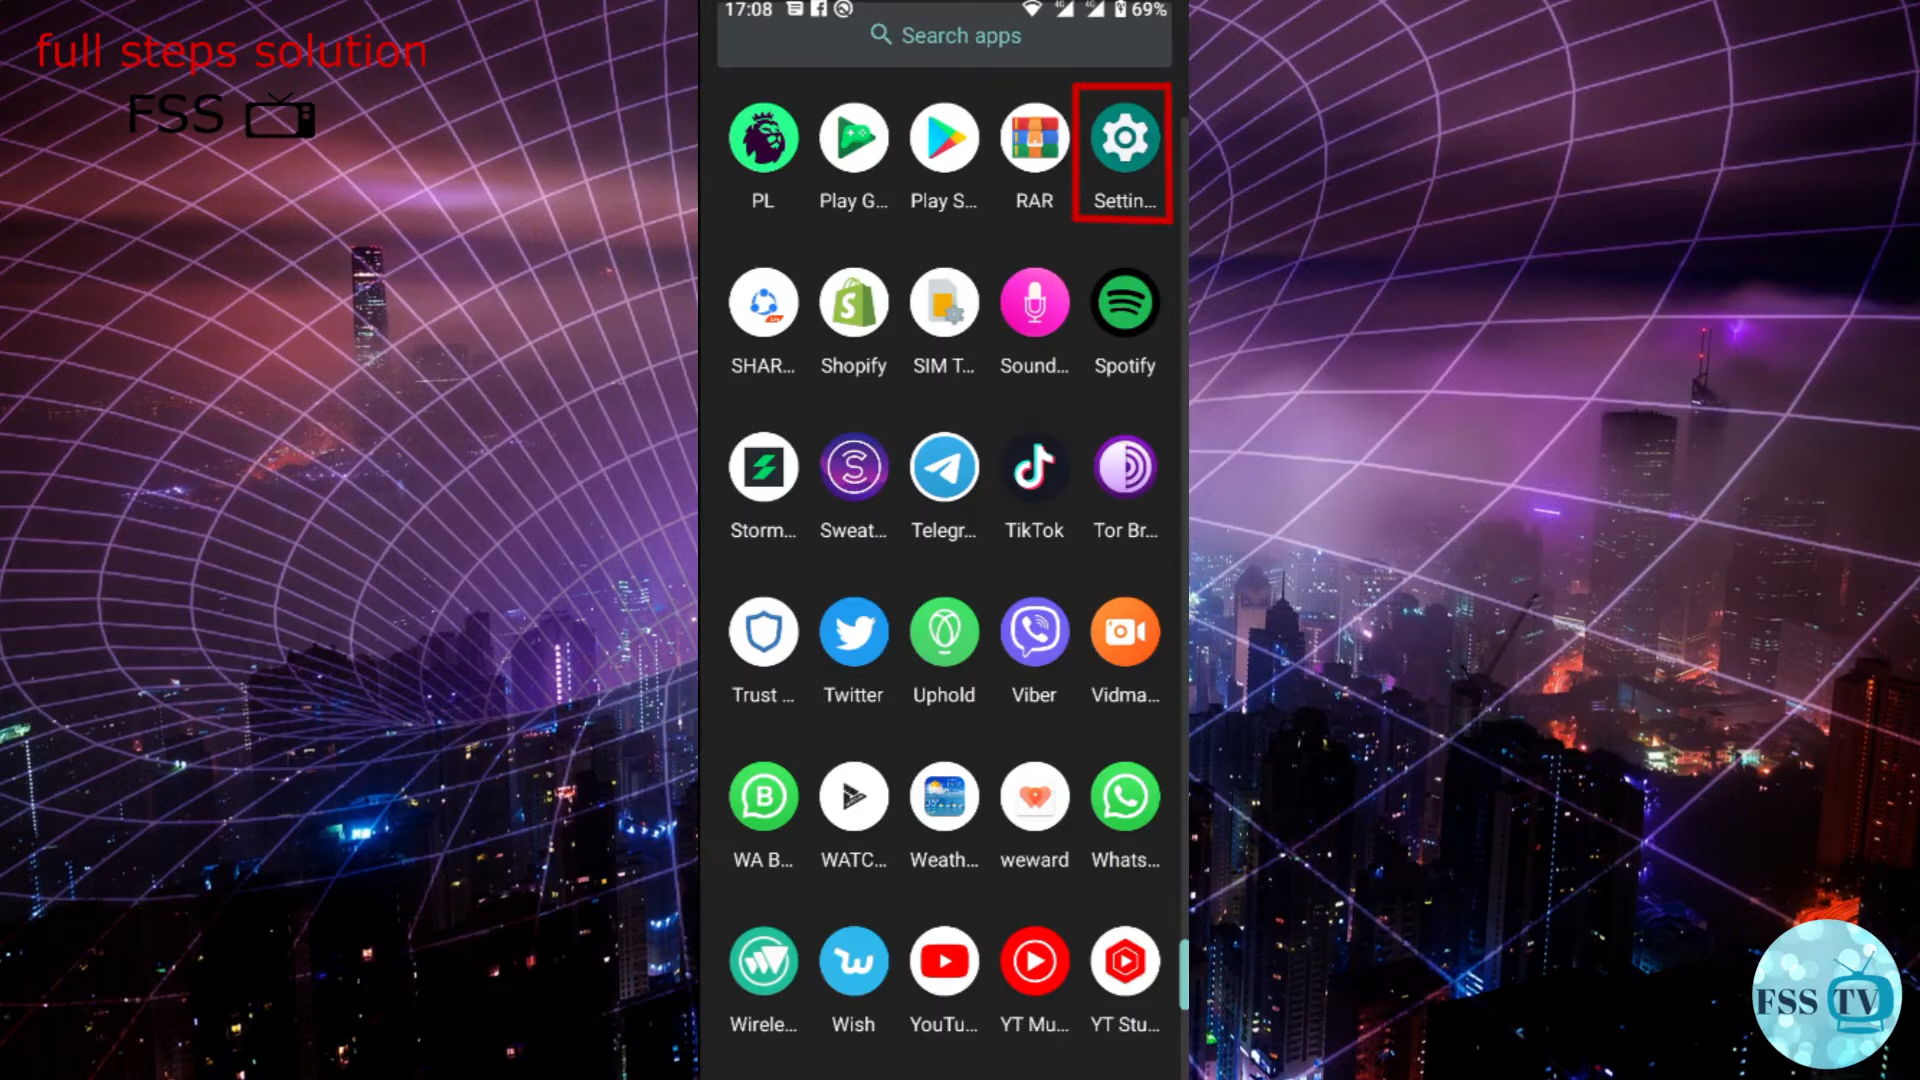 full steps solution
FSS
17:08 69%
Search apps
PL Play G... Play S... RAR Settin...
SHAR... Shopify SIM T... Sound... Spotify
Storm... Sweat... Telegr... TikTok Tor Br...
Trust ... Twitter Uphold Viber Vidma...
WA B... WATC... Weath... weward Whats...
Wirele... Wish YouTu... YT Mu... YT Stu...
FSS TV